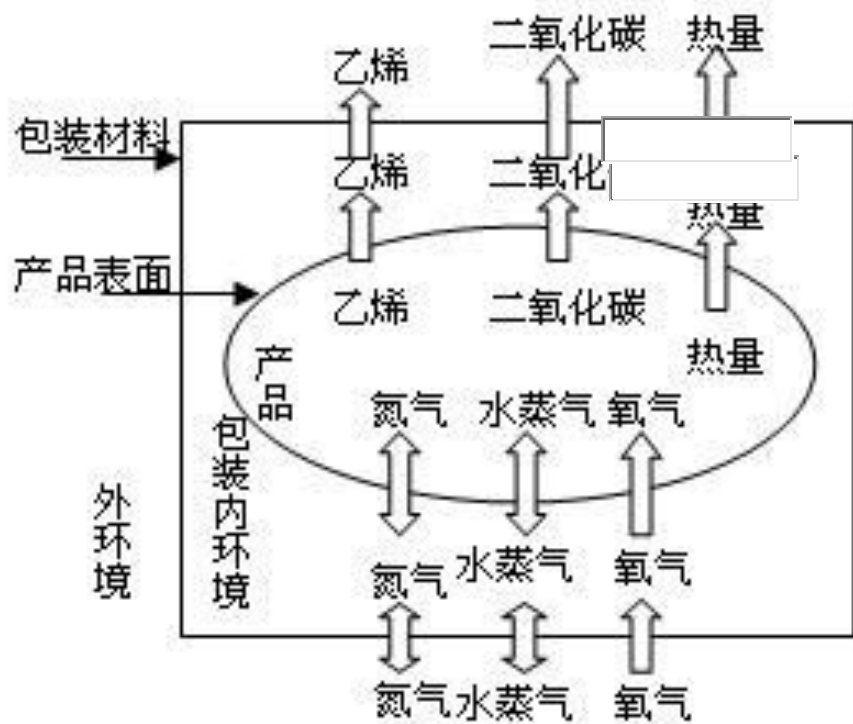 乙烯 二氧化碳 热量
包装材料
乙烯 二氧化
热量
产品表面
乙烯 二氧化碳
热量
产品
氮气 水蒸气 氧气
包装内环境
外环境
氮气 水蒸气 氧气
氮气 水蒸气 氧气